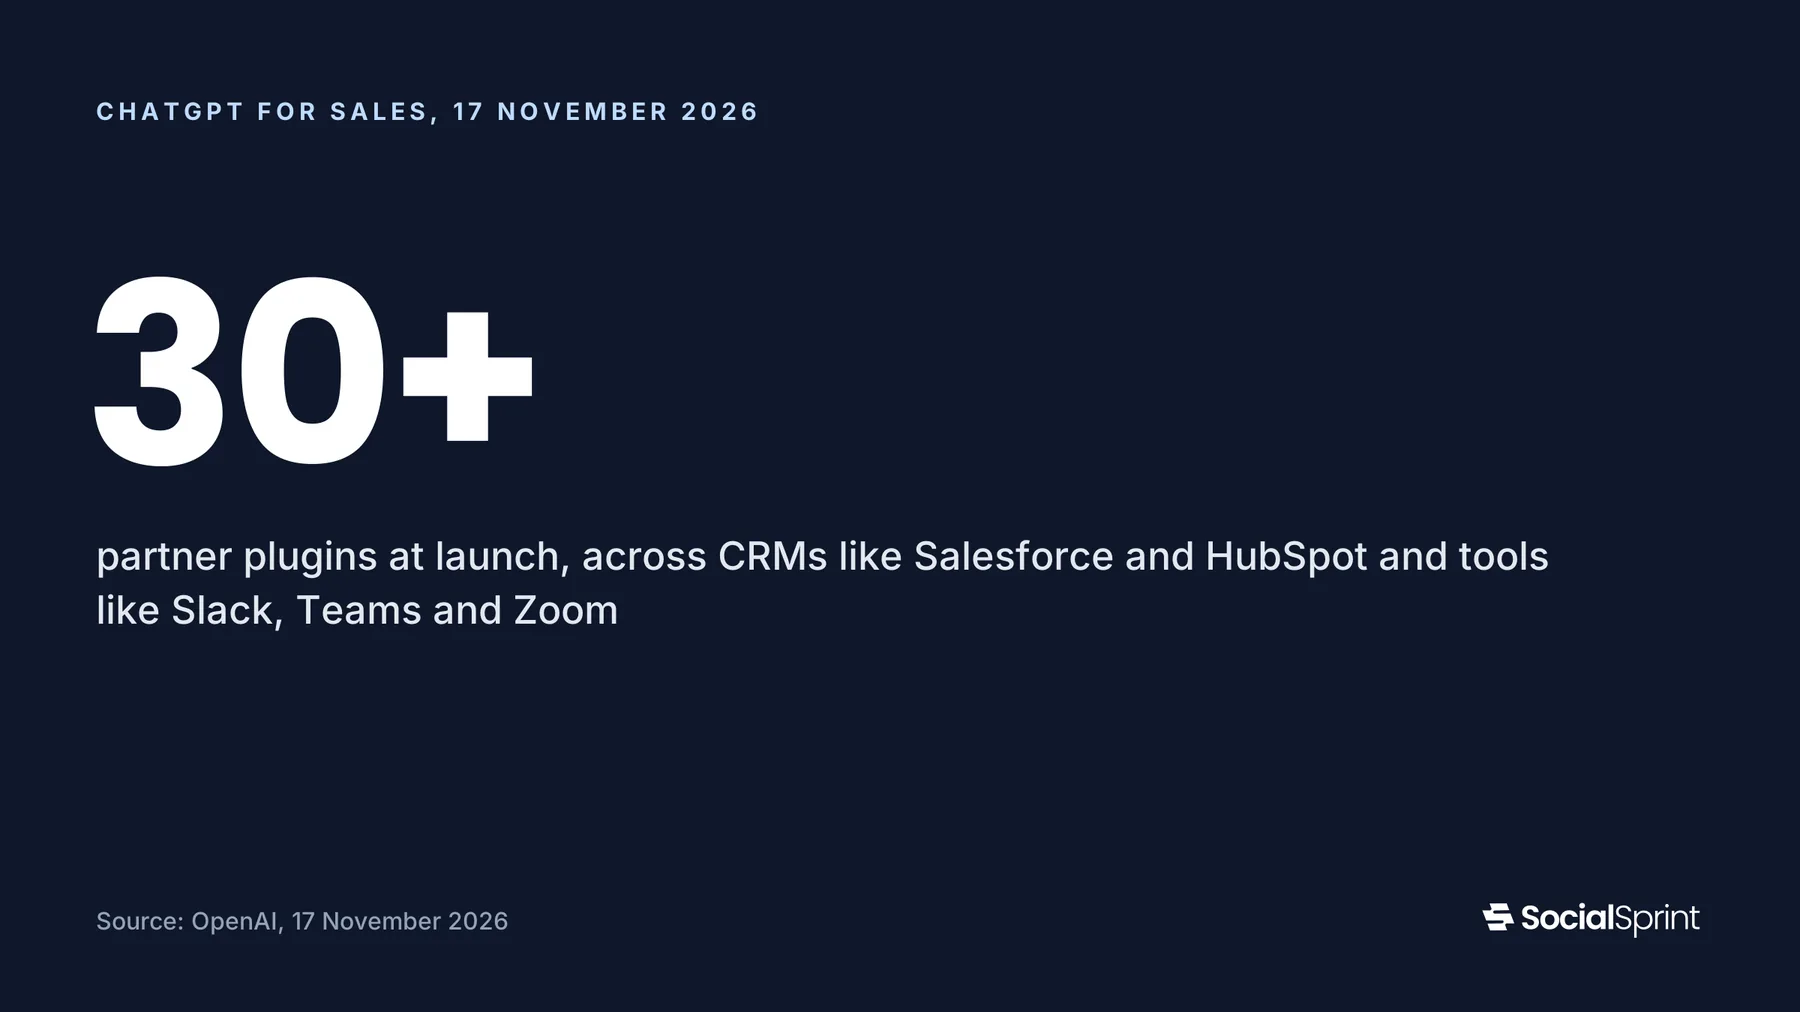 CHATGPT FOR SALES, 17 NOVEMBER 2026
30+
partner plugins at launch, across CRMs like Salesforce and HubSpot and tools
like Slack, Teams and Zoom
Source: OpenAI, 17 November 2026
SocialSprint